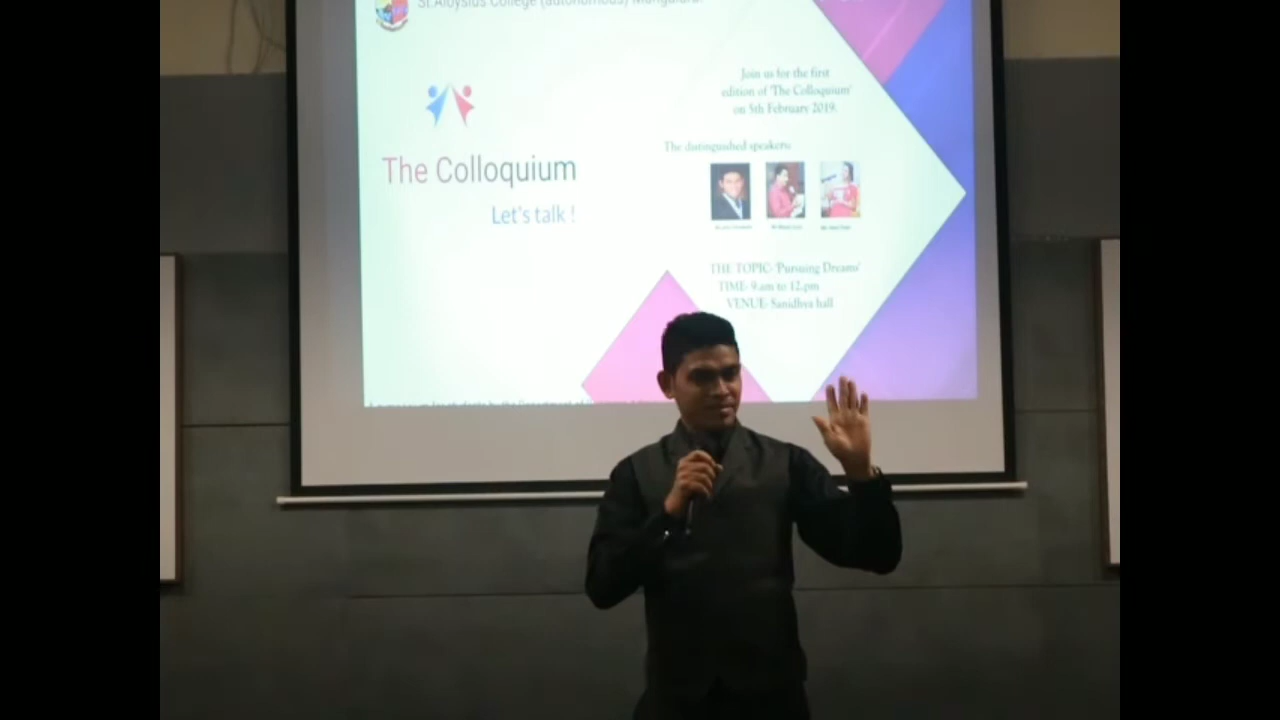 St.Aloysius College (autonomous) Mangaluru.
The Colloquium
Let's talk !
Join us for the first
edition of 'The Colloquium'
on 5th February 2019.
The distinguished speakers:
THE TOPIC- 'Pursuing Dreams'
TIME- 9 am to 12.pm
VENUE- Sanidhya hall